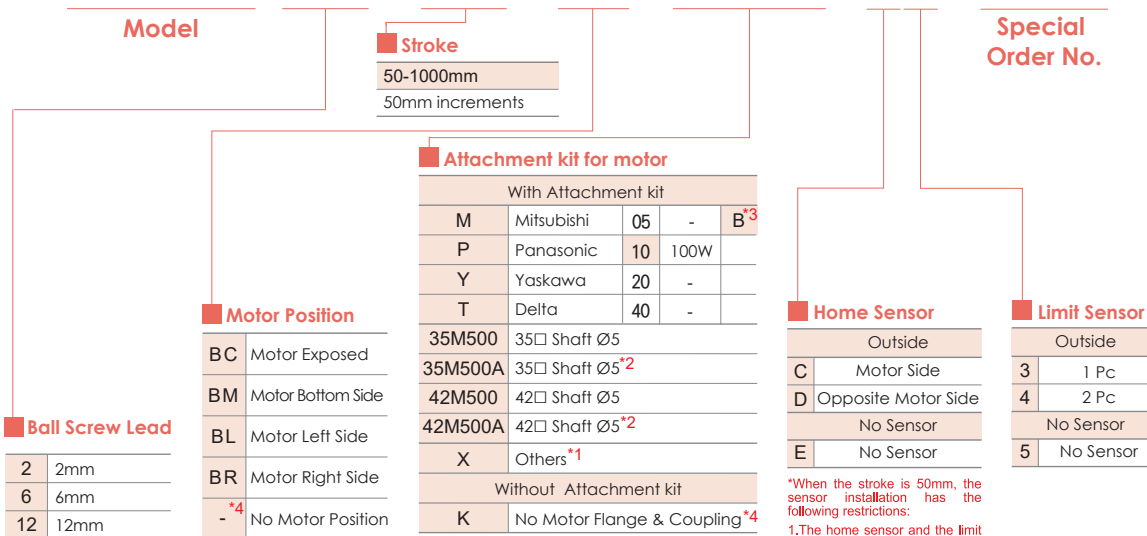 Model
Special
Order No.
Stroke
50-1000mm
50mm increments
Attachment kit for motor
With Attachment kit
M Mitsubishi 05 - B*3
P Panasonic 10 100W
Y Yaskawa 20 -
T Delta 40 -
35M500 35□ Shaft Ø5
35M500A 35□ Shaft Ø5*2
42M500 42□ Shaft Ø5
42M500A 42□ Shaft Ø5*2
X Others*1
Without Attachment kit
K No Motor Flange & Coupling*4
Motor Position
BC Motor Exposed
BM Motor Bottom Side
BL Motor Left Side
BR Motor Right Side
-*4 No Motor Position
Ball Screw Lead
2 2mm
6 6mm
12 12mm
Home Sensor
Outside
C Motor Side
D Opposite Motor Side
No Sensor
E No Sensor
*When the stroke is 50mm, the
sensor installation has the
following restrictions:
1.The home sensor and the limit
Limit Sensor
Outside
3 1 Pc
4 2 Pc
No Sensor
5 No Sensor